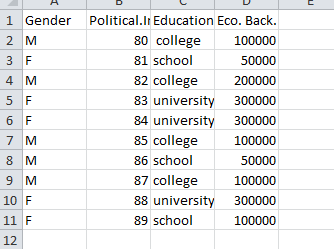 A B C D E
1 Gender Political.I Education Eco. Back.
2 M 80 college 100000
3 F 81 school 50000
4 M 82 college 200000
5 F 83 university 300000
6 F 84 university 300000
7 M 85 college 100000
8 M 86 school 50000
9 M 87 college 100000
10 F 88 university 300000
11 F 89 school 100000
12